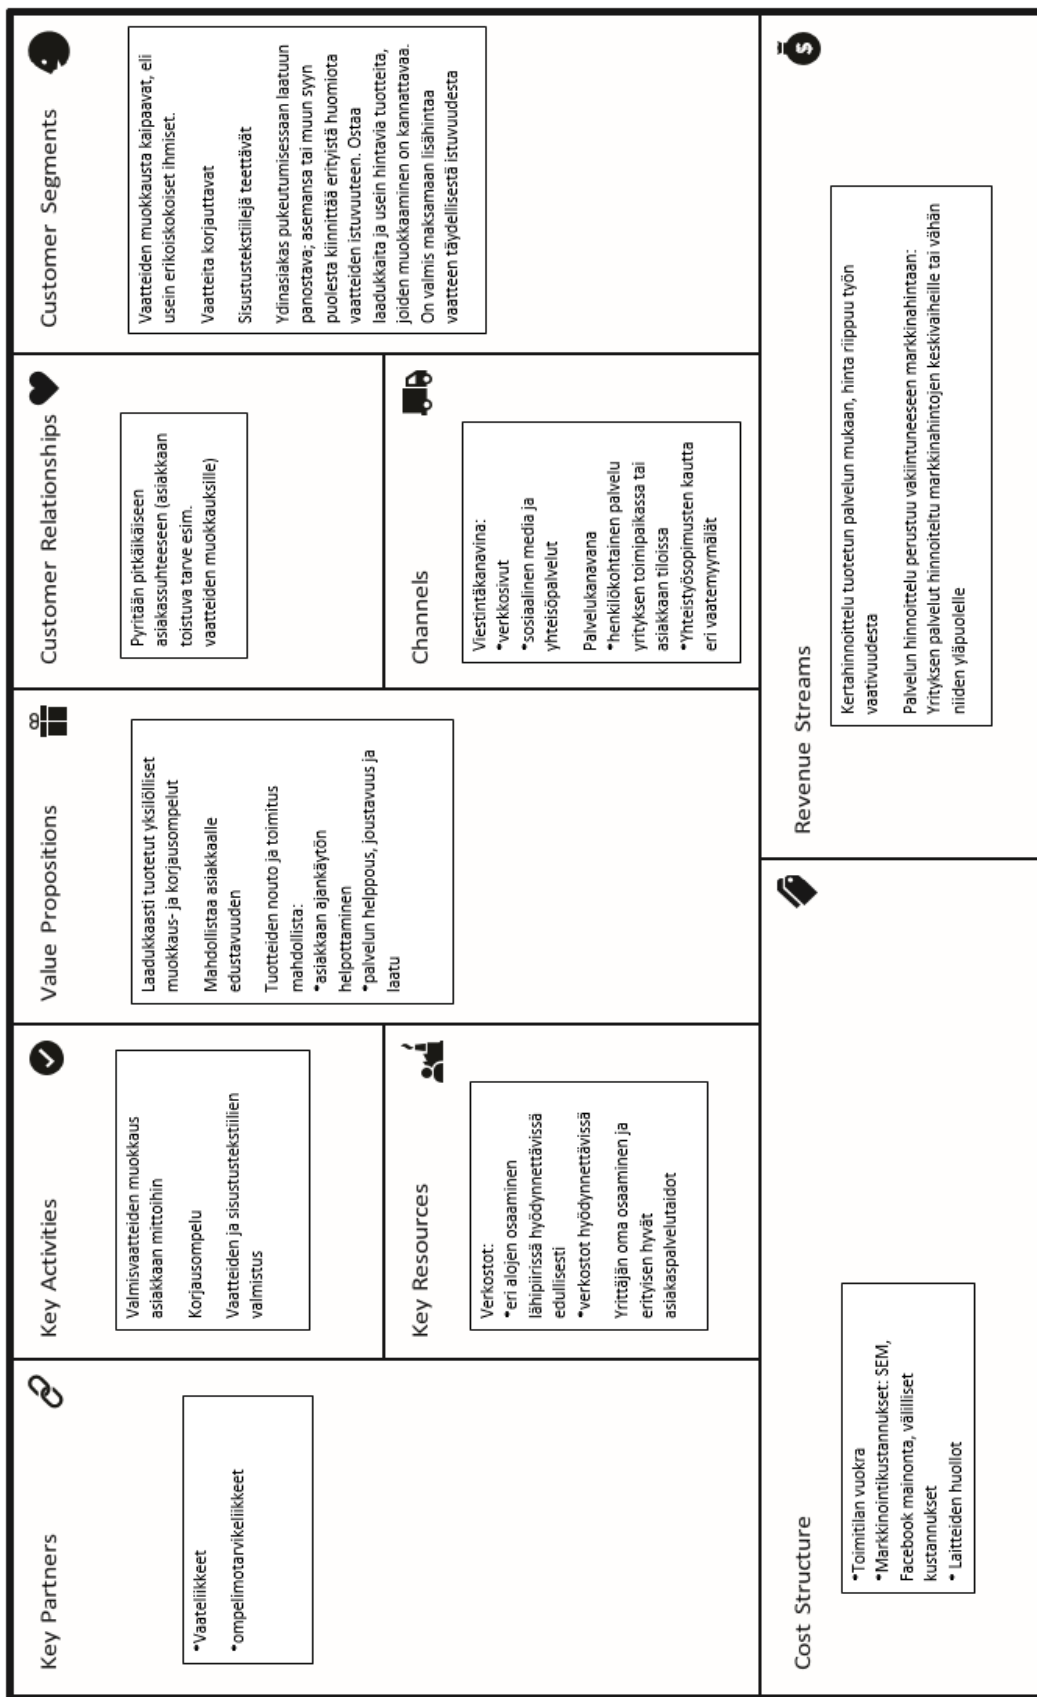 Key Partners
*Vaateliikkeet
*ompelimotarvikeliikkeet
Key Activities
Valmisvaatteiden muokkaus
asiakkaan mittoihin
Korjausompelu
Vaatteiden ja sisustustekstiilien
valmistus
Key Resources
Verkostot:
*eri alojen osaaminen
lähipiirissä hyödynnettävissä
edullisesti
*verkostot hyödynnettävissä
Yrittäjän oma osaaminen ja
erityisen hyvät
asiakaspalvelutaidot
Value Propositions
Laadukkaasti tuotetut yksilölliset
muokkaus- ja korjausompelut
Mahdollistaa asiakkaalle
edustavuuden
Tuotteiden nouto ja toimitus
mahdollista:
*asiakkaan ajankäytön
helpottaminen
*palvelun helppous, joustavuus ja
laatu
Customer Relationships
Pyritään pitkäikäiseen
asiakassuhteeseen (asiakkaan
toistuva tarve esim.
vaatteiden muokkauksille)
Channels
Viestintäkanavina:
*verkkosivut
*sosiaalinen media ja
yhteisöpalvelut
Palvelukanavana
*henkilökohtainen palvelu
yrityksen toimipaikassa tai
asiakkaan tiloissa
*Yhteistyösopimusten kautta
eri vaatemyymälät
Customer Segments
Vaatteiden muokkausta kaipaavat, eli
usein erikoiskokoiset ihmiset.
Vaatteita korjauttavat
Sisustustekstiilejä teettävät
Ydinasiakas pukeutumisessaan laatuun
panostava; asemansa tai muun syyn
puolesta kiinnittää erityistä huomiota
vaatteiden istuvuuteen. Ostaa
laadukkaita ja usein hintavia tuotteita,
joiden muokkaaminen on kannattavaa.
On valmis maksamaan lisähintaa
vaatteen täydellisestä istuvuudesta
Cost Structure
*Toimitilan vuokra
*Markkinointikustannukset: SEM,
Facebook mainonta, välilliset
kustannukset
* Laitteiden huollot
Revenue Streams
Kertahinnoittelu tuotetun palvelun mukaan, hinta riippuu työn
vaativuudesta
Palvelun hinnoittelu perustuu vakiintuneeseen markkinahintaan:
Yrityksen palvelut hinnoiteltu markkinahintojen keskivaiheille tai vähän
niiden yläpuolelle